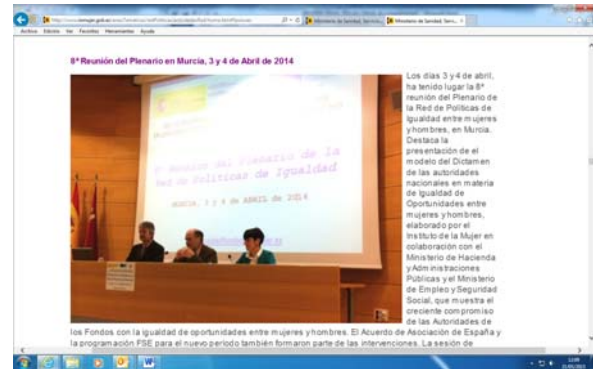 Archivo Edición Ver Favoritos Herramientas Ayuda
8ª Reunión del Plenario en Murcia, 3 y 4 de Abril de 2014
8ª Reunión del Plenario de la
Red de Políticas de Igualdad
MURCIA, 3 y 4 de ABRIL de 2014
Los días 3 y 4 de abril,
ha tenido lugar la 8ª
reunión del Plenario de
la Red de Políticas de
Igualdad entre mujeres
y hombres, en Murcia.
Destaca la
presentación de el
modelo del Dictamen
de las autoridades
nacionales en materia
de Igualdad de
Oportunidades entre
mujeres y hombres,
elaborado por el
Instituto de la Mujer en
colaboración con el
Ministerio de Hacienda
y Administraciones
Públicas y el Ministerio
de Empleo y Seguridad
Social, que muestra el
creciente compromiso
de las Autoridades de
los Fondos con la igualdad de oportunidades entre mujeres y hombres. El Acuerdo de Asociación de España y
la programación FSE para el nuevo período también formaron parte de las intervenciones. La sesión de